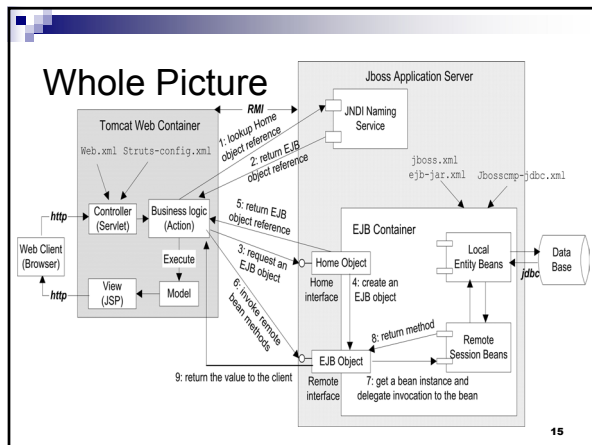 Whole Picture
Jboss Application Server
RMI
Tomcat Web Container
JNDI Naming
Service
1: lookup Home
object reference
2: return EJB
object reference
Web.xml Struts-config.xml
jboss.xml
ejb-jar.xml
Jbosscmp-jdbc.xml
5: return EJB
object reference
EJB Container
http
Controller
(Servlet)
Business logic
(Action)
Web Client
(Browser)
3: request an
EJB object
Home Object
Home
interface
4: create an
EJB object
Local
Entity Beans
Data
Base
jdbc
Execute
http
View
(JSP)
Model
6: invoke remote
bean methods
8: return method
Remote
Session Beans
EJB Object
9: return the value to the client
Remote
interface
7: get a bean instance and
delegate invocation to the bean
15